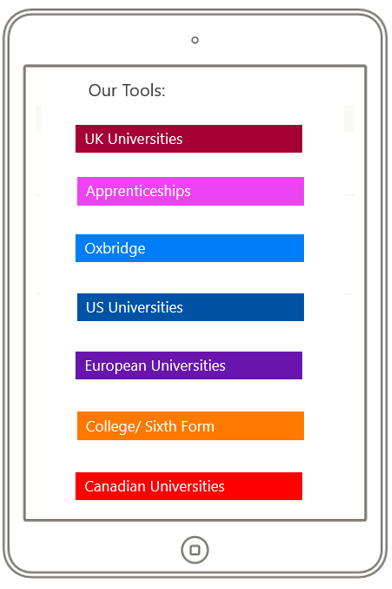 Our Tools:
UK Universities
Apprenticeships
Oxbridge
US Universities
European Universities
College/ Sixth Form
Canadian Universities